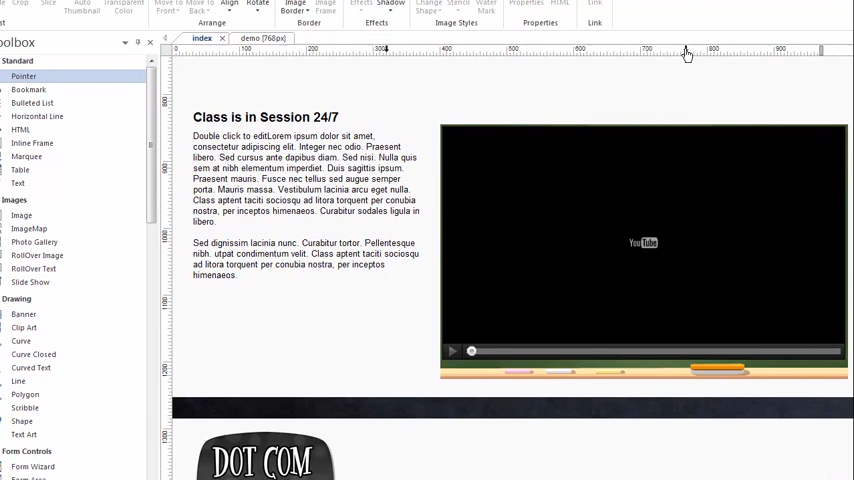 Slice
Auto
Thumbnail
Transparent
Color
Move To
Front
Move To
Back
Align
Rotate
Image
Border
Effects
Shadow
Change
Shape
Stencil
Water
Mark
Properties
HTML
Link
Arrange
Border
Effects
Image Styles
Properties
Link
oolbox
index
demo [768px]
Standard
Pointer
Bookmark
Bulleted List
Horizontal Line
HTML
Inline Frame
Marquee
Table
Text
Images
Image
ImageMap
Photo Gallery
RollOver Image
RollOver Text
Slide Show
Drawing
Banner
Clip Art
Curve
Curve Closed
Curved Text
Line
Polygon
Scribble
Shape
Text Art
Form Controls
Form Wizard
Form Area
0 100 200 300 400 500 600 700 800 900
800
900
1000
1100
1200
1300
Class is in Session 24/7
Double click to editLorem ipsum dolor sit amet,
consectetur adipiscing elit. Integer nec odio. Praesent
libero. Sed cursus ante dapibus diam. Sed nisi. Nulla quis
sem at nibh elementum imperdiet. Duis sagittis ipsum.
Praesent mauris. Fusce nec tellus sed augue semper
porta. Mauris massa. Vestibulum lacinia arcu eget nulla.
Class aptent taciti sociosqu ad litora torquent per conubia
nostra, per inceptos himenaeos. Curabitur sodales ligula in
libero.
Sed dignissim lacinia nunc. Curabitur tortor. Pellentesque
nibh. utpat condimentum velit. Class aptent taciti sociosqu
ad litora torquent per conubia nostra, per inceptos
himenaeos.
YouTube
DOT COM